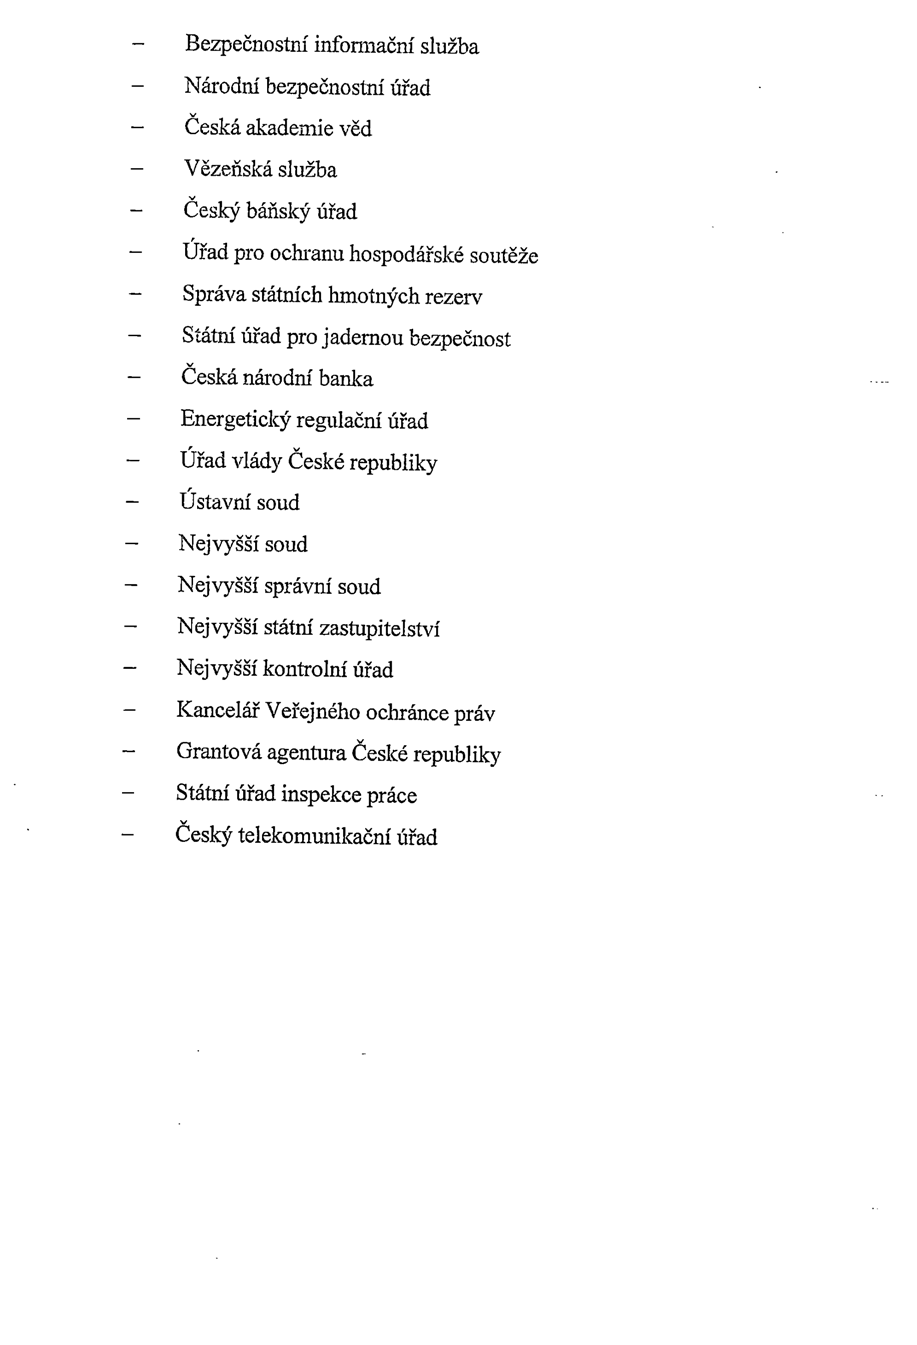 – Bezpečnostní informační služba
– Národní bezpečnostní úřad
– Česká akademie věd
– Vězeňská služba
– Český báňský úřad
– Úřad pro ochranu hospodářské soutěže
– Správa státních hmotných rezerv
– Státní úřad pro jadernou bezpečnost
– Česká národní banka
– Energetický regulační úřad
– Úřad vlády České republiky
– Ústavní soud
– Nejvyšší soud
– Nejvyšší správní soud
– Nejvyšší státní zastupitelství
– Nejvyšší kontrolní úřad
– Kancelář Veřejného ochránce práv
– Grantová agentura České republiky
– Státní úřad inspekce práce
– Český telekomunikační úřad